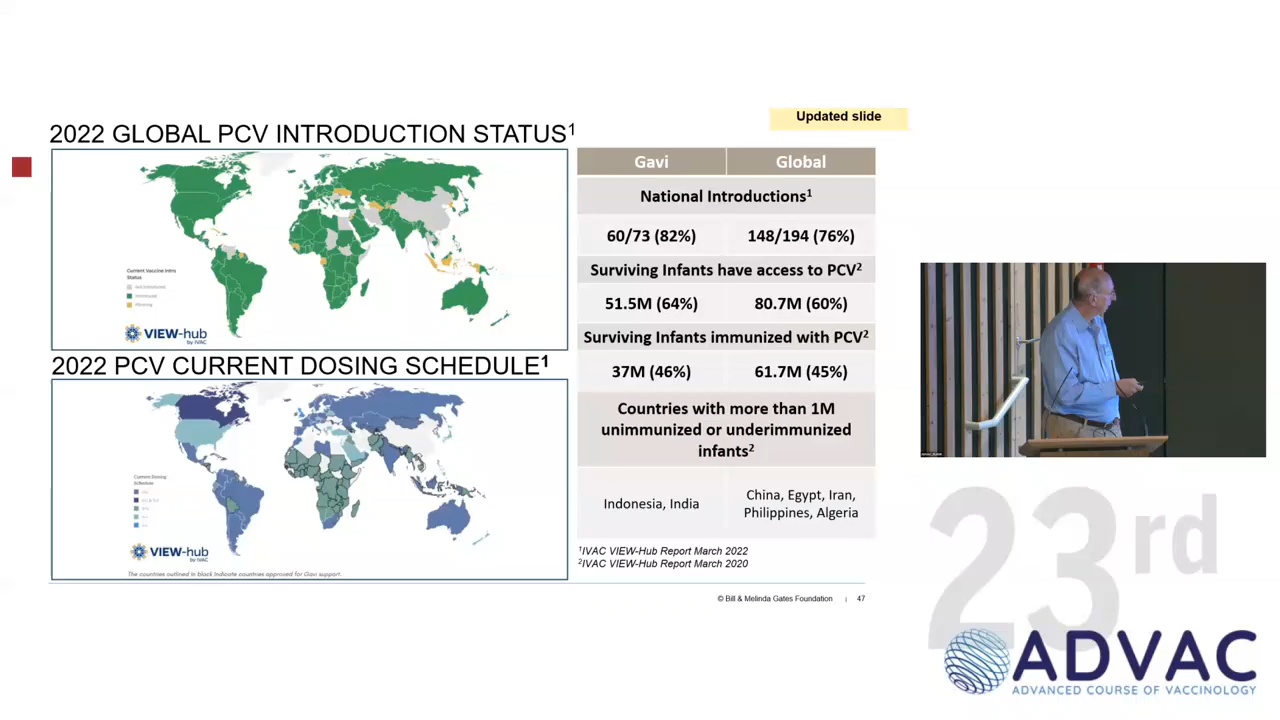 Updated slide
2022 GLOBAL PCV INTRODUCTION STATUS1
Current Vaccine Intro
Status
Not Introduced
Introduced
Planning
VIEW-hub
by IVAC
2022 PCV CURRENT DOSING SCHEDULE1
Current Dosing
Schedule
VIEW-hub
by IVAC
The countries outlined in black indicate countries approved for Gavi support.
Gavi Global
National Introductions1
60/73 (82%) 148/194 (76%)
Surviving Infants have access to PCV2
51.5M (64%) 80.7M (60%)
Surviving Infants immunized with PCV2
37M (46%) 61.7M (45%)
Countries with more than 1M
unimmunized or underimmunized
infants2
Indonesia, India
China, Egypt, Iran,
Philippines, Algeria
1IVAC VIEW-Hub Report March 2022
2IVAC VIEW-Hub Report March 2020
© Bill & Melinda Gates Foundation | 47
23rd
ADVAC
ADVANCED COURSE OF VACCINOLOGY